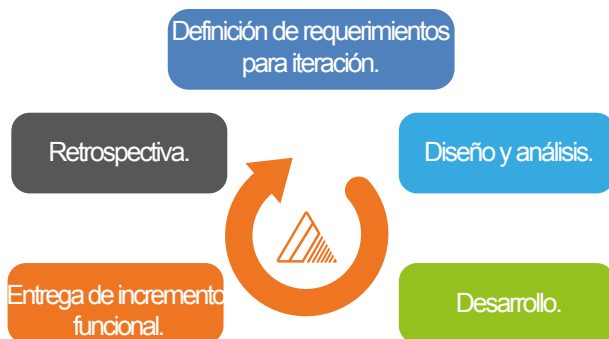 Definición de requerimientos
para iteración.
Retrospectiva.
Diseño y análisis.
Entrega de incremento
funcional.
Desarrollo.